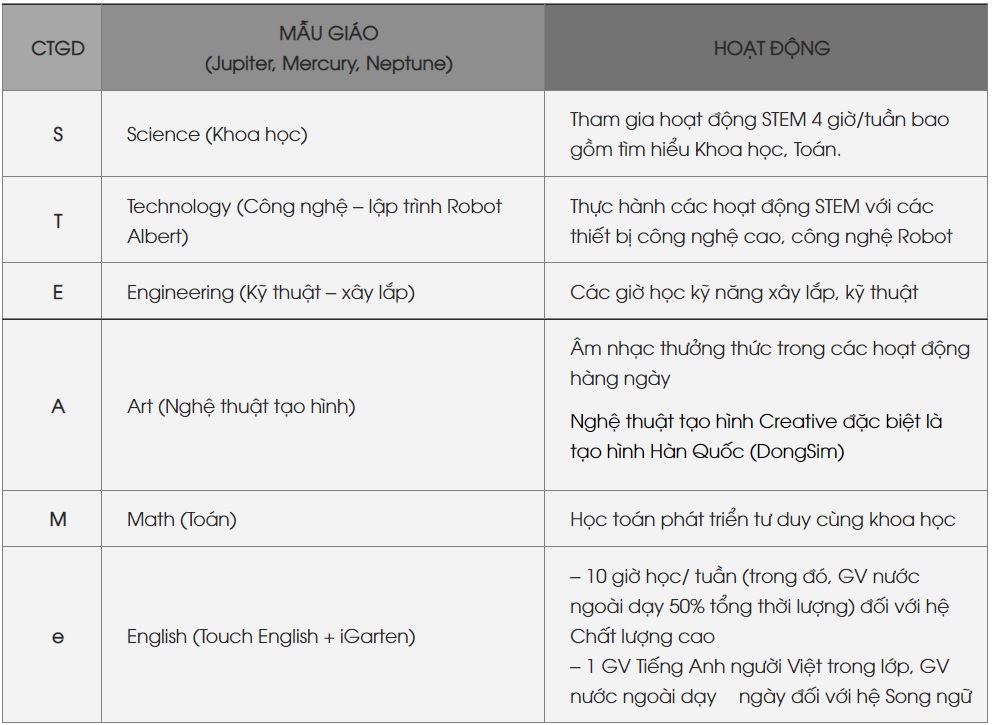 CTGD
MẪU GIÁO
(Jupiter, Mercury, Neptune)
HOẠT ĐỘNG
S
Science (Khoa học)
Tham gia hoạt động STEM 4 giờ/tuần bao
gồm tìm hiểu Khoa học, Toán.
T
Technology (Công nghệ – lập trình Robot
Albert)
Thực hành các hoạt động STEM với các
thiết bị công nghệ cao, công nghệ Robot
E
Engineering (Kỹ thuật – xây lắp)
Các giờ học kỹ năng xây lắp, kỹ thuật
A
Art (Nghệ thuật tạo hình)
Âm nhạc thưởng thức trong các hoạt động
hàng ngày
Nghệ thuật tạo hình Creative đặc biệt là
tạo hình Hàn Quốc (DongSim)
M
Math (Toán)
Học toán phát triển tư duy cùng khoa học
e
English (Touch English + iGarten)
– 10 giờ học/ tuần (trong đó, GV nước
ngoài dạy 50% tổng thời lượng) đối với hệ
Chất lượng cao
– 1 GV Tiếng Anh người Việt trong lớp, GV
nước ngoài dạy ngày đối với hệ Song ngữ